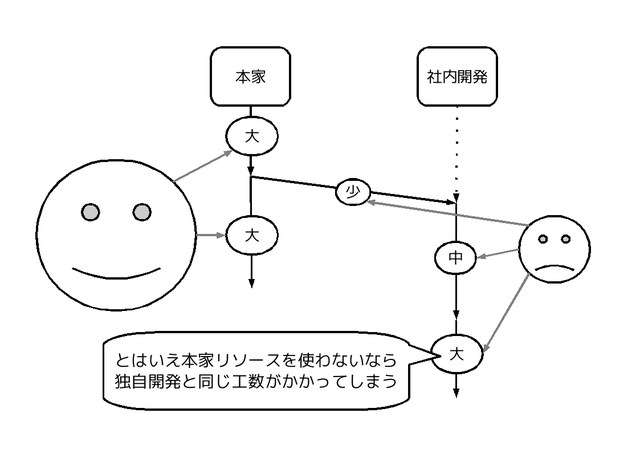 本家
社内開発
大
少
大
中
大
とはいえ本家リソースを使わないなら
独自開発と同じ工数がかかってしまう